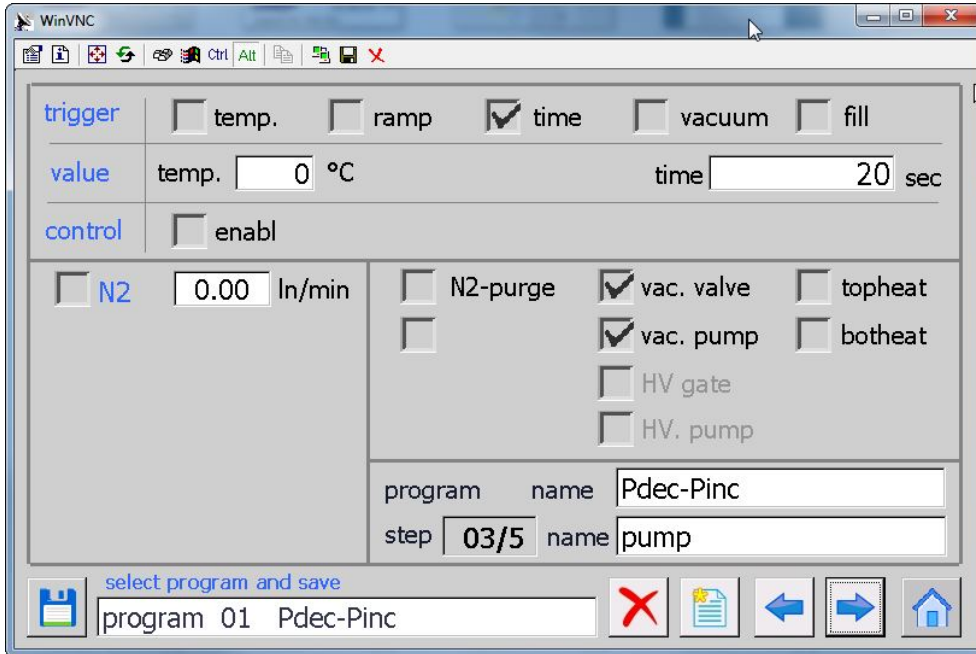 WinVNC
Ctrl Alt
trigger temp. ramp time vacuum fill
value temp. 0 °C time 20 sec
control enabl
N2 0.00 ln/min N2-purge vac. valve topheat
vac. pump botheat
HV gate
HV. pump
program name Pdec-Pinc
step 03/5 name pump
select program and save
program 01 Pdec-Pinc